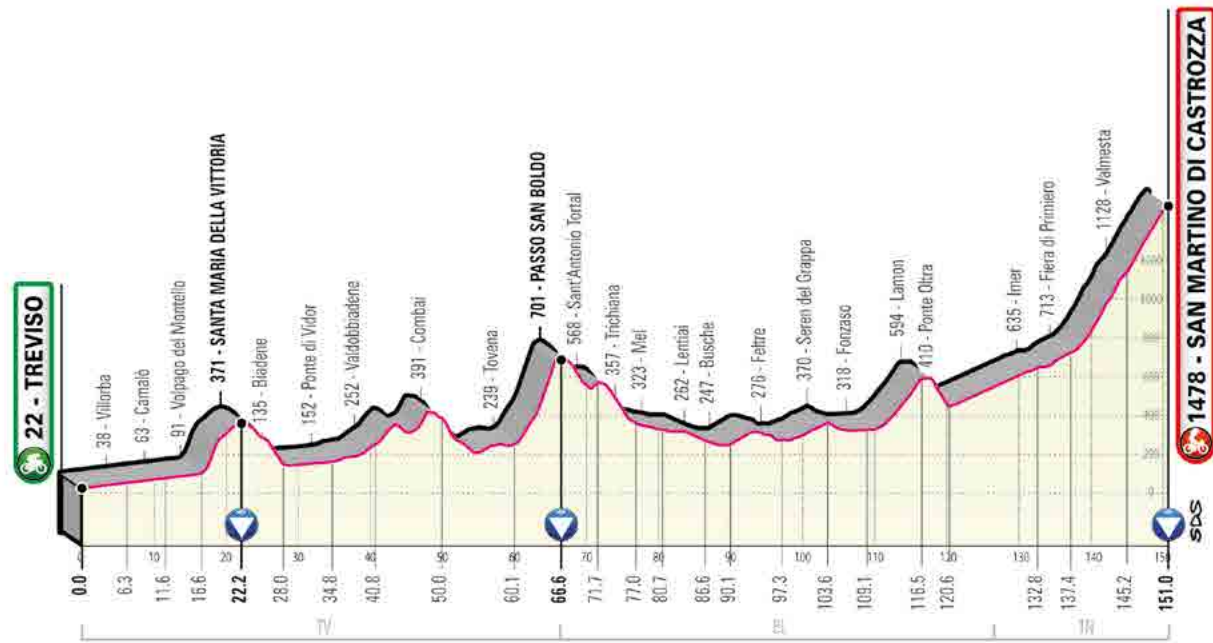 22 - TREVISO
38 - Villorba
63 - Camalò
91 - Volpago del Montello
371 - SANTA MARIA DELLA VITTORIA
135 - Biadene
152 - Ponte di Vidor
252 - Valdobbiadene
391 - Combai
239 - Tovena
701 - PASSO SAN BOLDO
568 - Sant'Antonio Tortal
357 - Trichiana
323 - Mel
262 - Lentiai
247 - Busche
276 - Feltre
370 - Seren del Grappa
318 - Fonzaso
594 - Lamon
410 - Ponte Oltra
635 - Imer
713 - Fiera di Primiero
1128 - Valmesta
1478 - SAN MARTINO DI CASTROZZA
1200
1000
800
600
400
200
0
SDS
0 10 20 30 40 50 60 70 80 90 100 110 120 130 140 150
0.0 6.3 11.6 16.6 22.2 28.0 34.8 40.8 50.0 60.1 66.6 71.7 77.0 80.7 86.6 90.1 97.3 103.6 109.1 116.5 120.6 132.8 137.4 145.2 151.0
TV BL TN